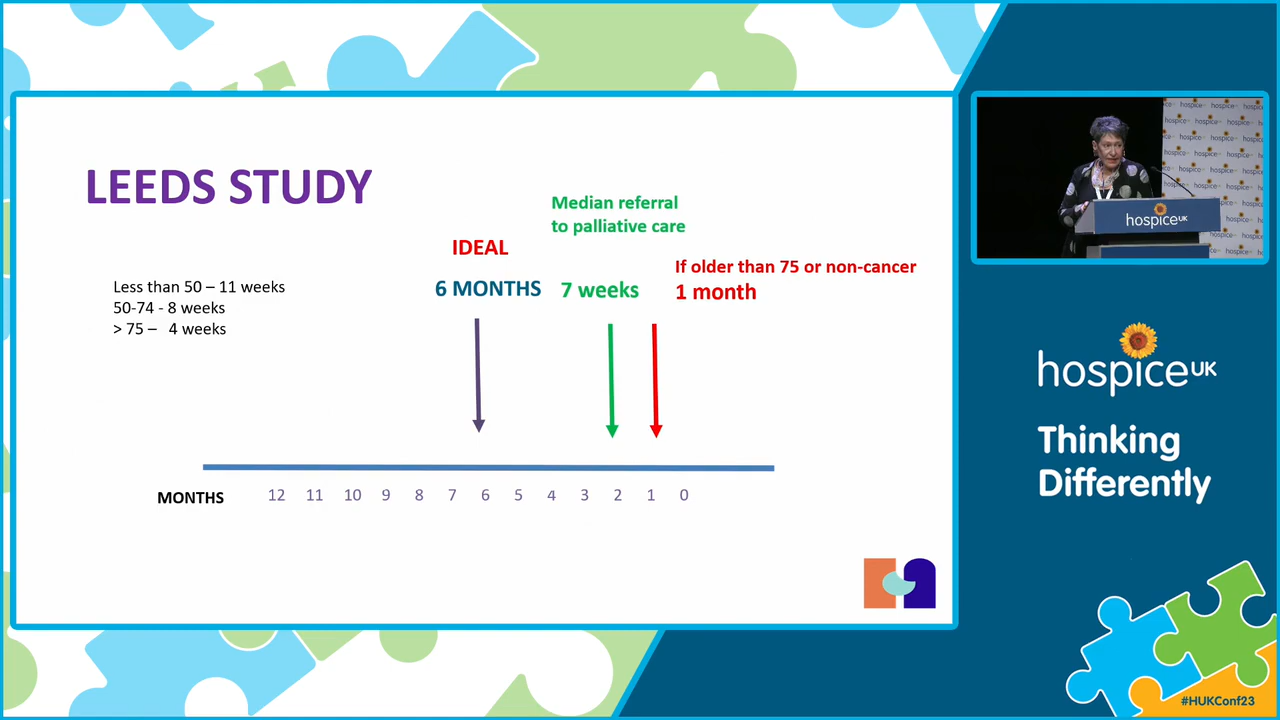 LEEDS STUDY
Less than 50 – 11 weeks
50-74 - 8 weeks
> 75 –   4 weeks
IDEAL
6 MONTHS
Median referral
to palliative care
7 weeks
If older than 75 or non-cancer
1 month
MONTHS 12 11 10 9 8 7 6 5 4 3 2 1 0
hospice UK
hospice UK
Thinking
Differently
#HUKConf23